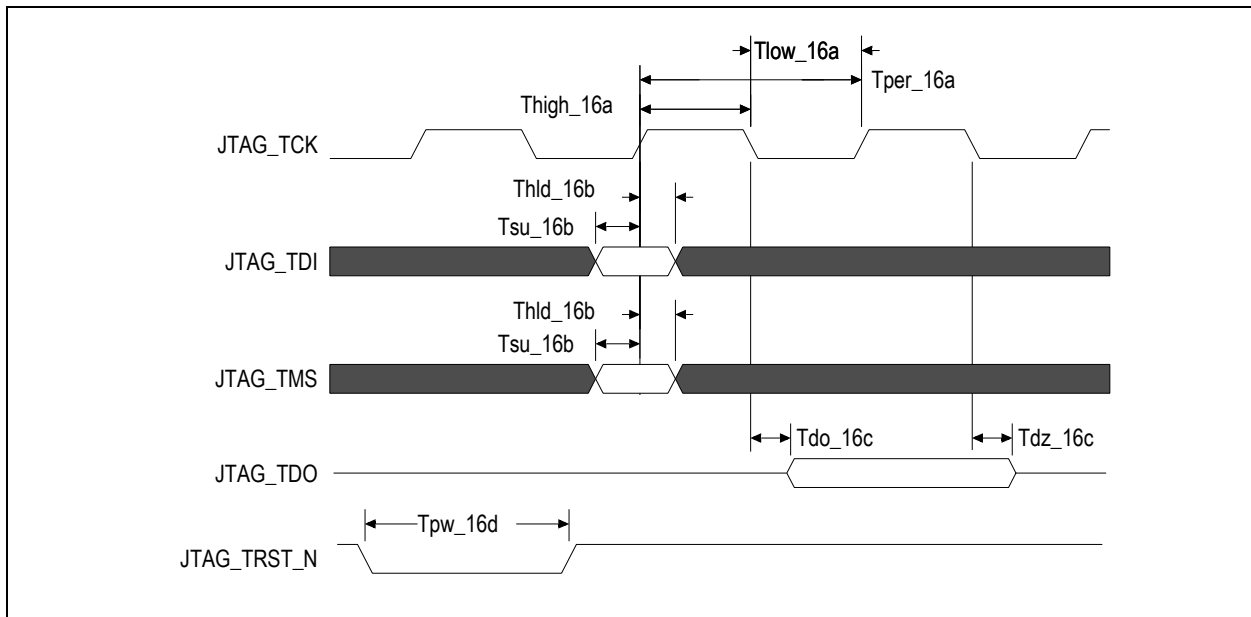 Tlow_16a
Tper_16a
Thigh_16a
JTAG_TCK
Thld_16b
Tsu_16b
JTAG_TDI
Thld_16b
Tsu_16b
JTAG_TMS
Tdo_16c
Tdz_16c
JTAG_TDO
Tpw_16d
JTAG_TRST_N